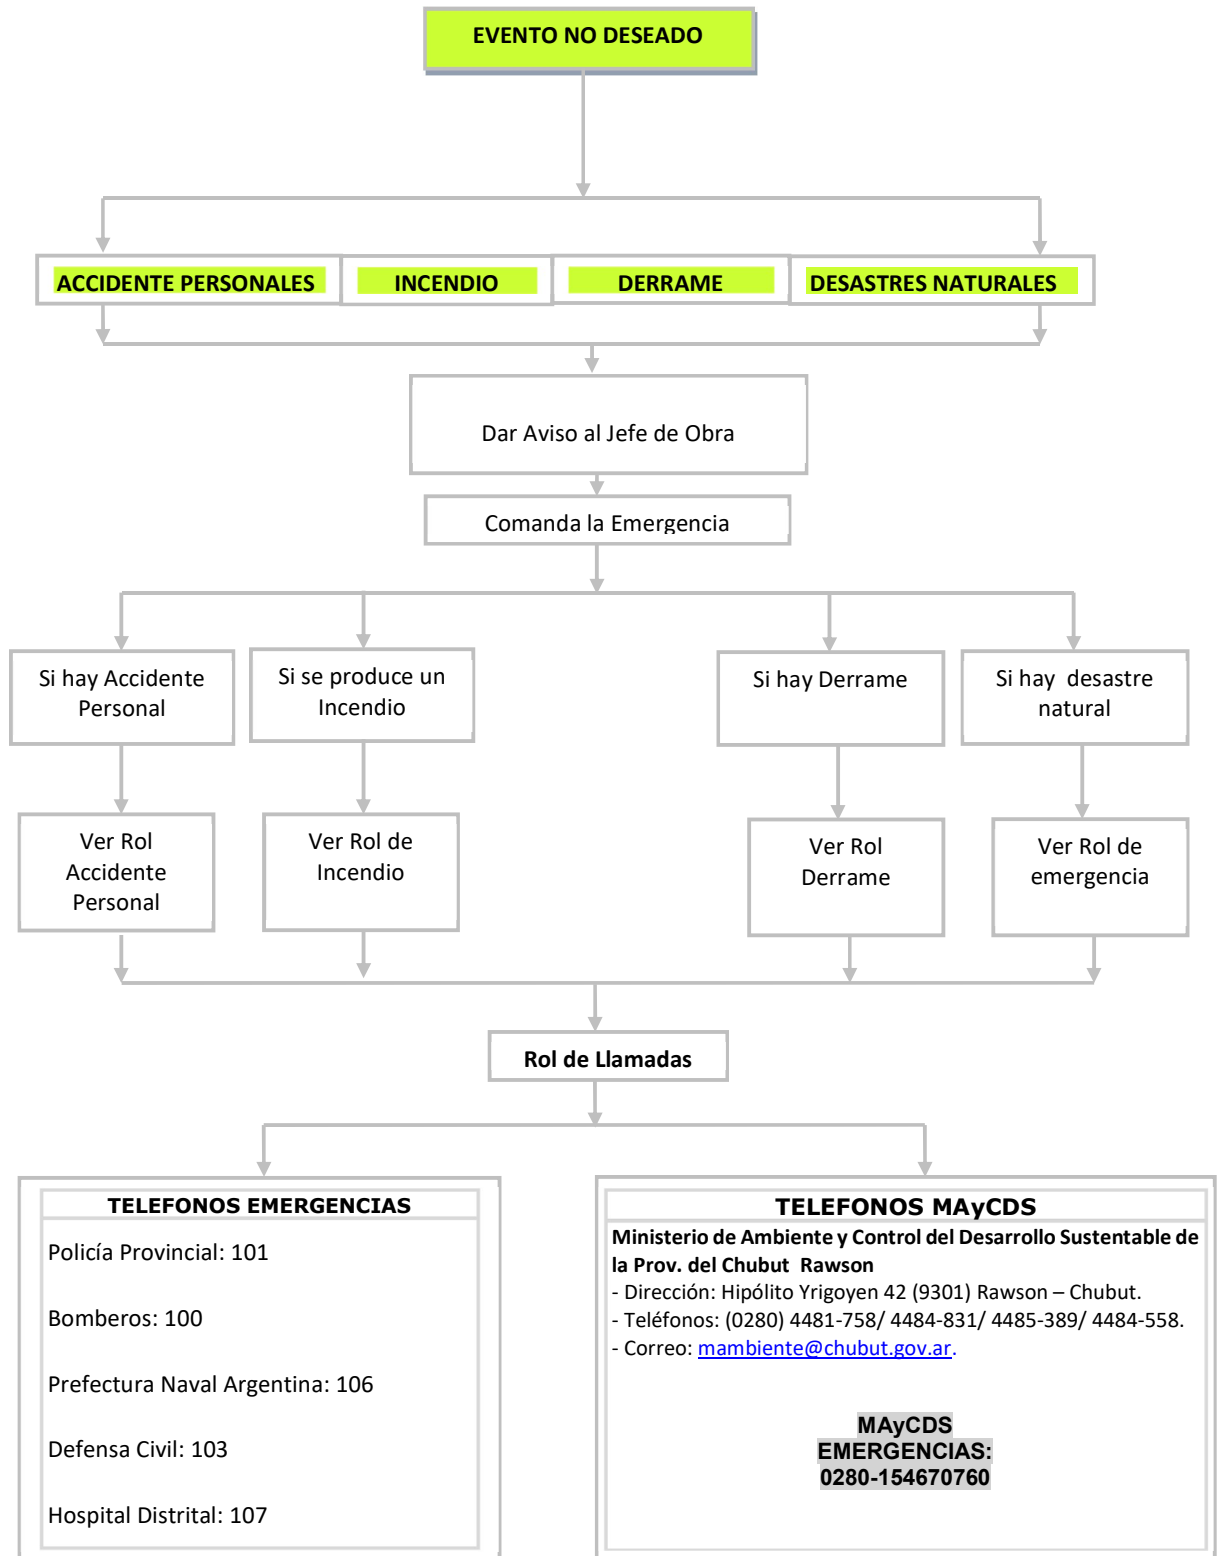 EVENTO NO DESEADO
ACCIDENTE PERSONALES
INCENDIO
DERRAME
DESASTRES NATURALES
Dar Aviso al Jefe de Obra
Comanda la Emergencia
Si hay Accidente
Personal
Si se produce un
Incendio
Si hay Derrame
Si hay desastre
natural
Ver Rol
Accidente
Personal
Ver Rol de
Incendio
Ver Rol
Derrame
Ver Rol de
emergencia
Rol de Llamadas
TELEFONOS EMERGENCIAS
Policía Provincial: 101
Bomberos: 100
Prefectura Naval Argentina: 106
Defensa Civil: 103
Hospital Distrital: 107
TELEFONOS MAyCDS
Ministerio de Ambiente y Control del Desarrollo Sustentable de
la Prov. del Chubut Rawson
- Dirección: Hipólito Yrigoyen 42 (9301) Rawson – Chubut.
- Teléfonos: (0280) 4481-758/ 4484-831/ 4485-389/ 4484-558.
- Correo: mambiente@chubut.gov.ar.
MAyCDS
EMERGENCIAS:
0280-154670760